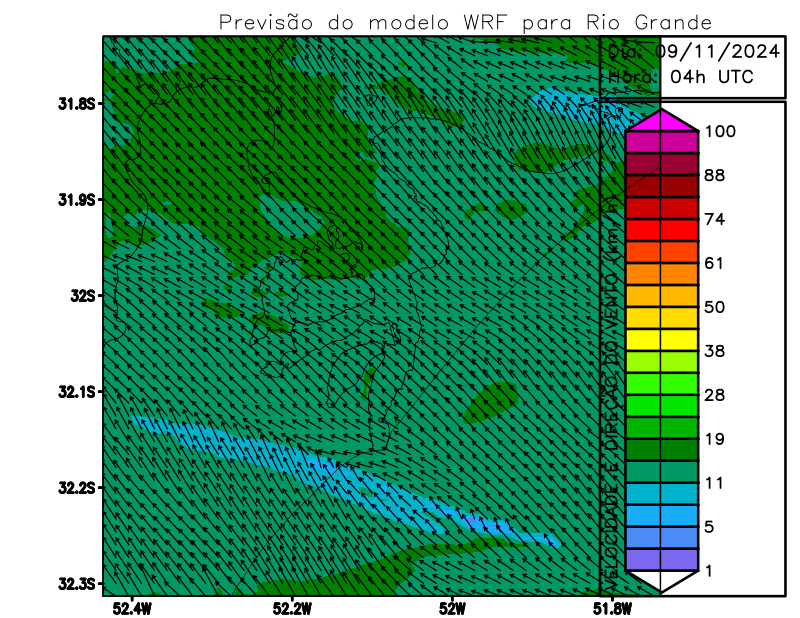 Previsão do modelo WRF para Rio Grande
Dia: 09/11/2024
Hora: 04h UTC
VELOCIDADE E DIREÇÃO DO VENTO (km/h)
100
88
74
61
50
38
28
19
11
5
1
31.8S
31.9S
32S
32.1S
32.2S
32.3S
52.4W
52.2W
52W
51.8W